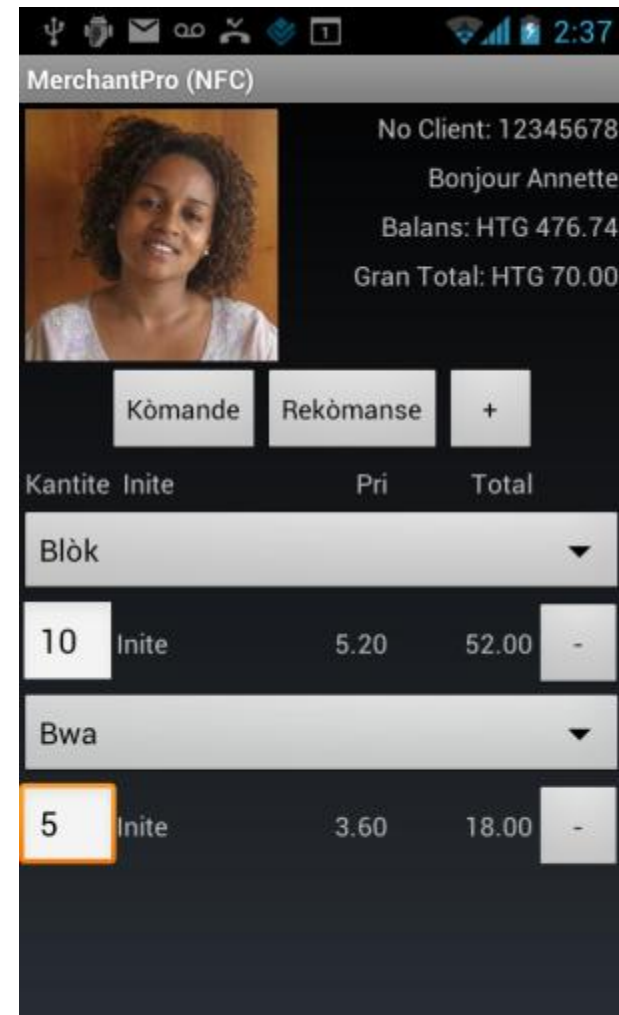 2:37
MerchantPro (NFC)
No Client: 12345678
Bonjour Annette
Balans: HTG 476.74
Gran Total: HTG 70.00
Kòmande Rekòmanse +
Kantite Inite Pri Total
Blòk
10 Inite 5.20 52.00 -
Bwa
5 Inite 3.60 18.00 -